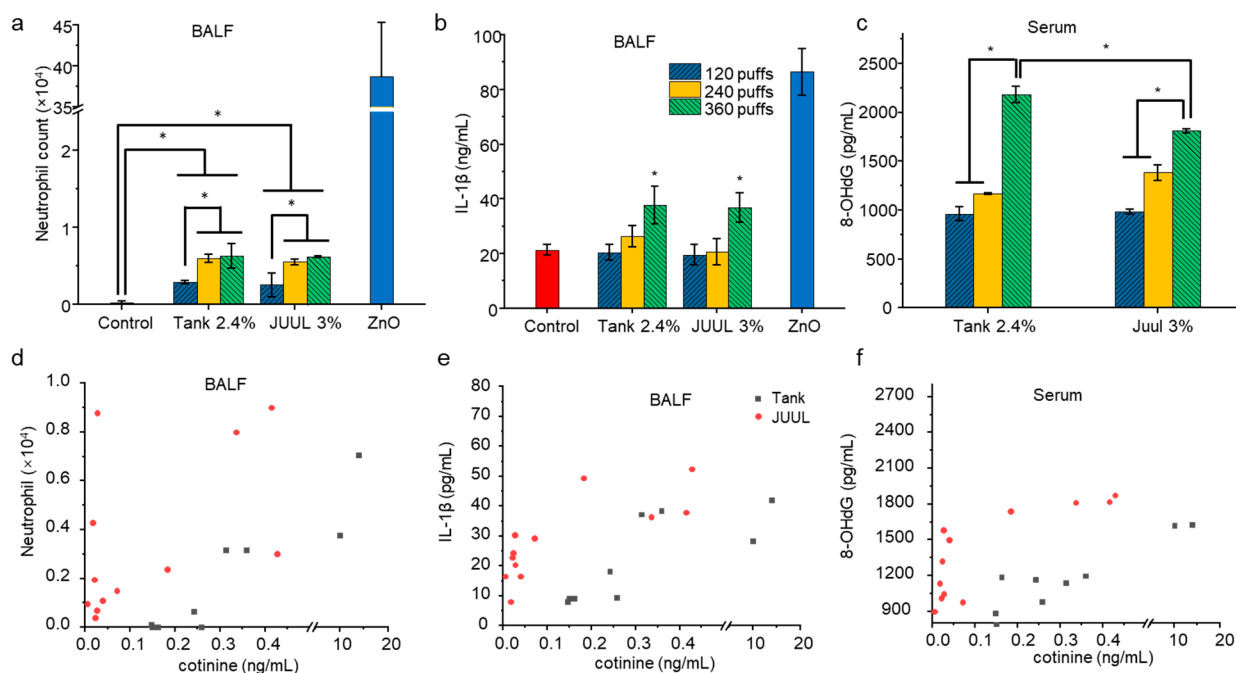 a
BALF
Neutrophil count (×10⁴)
45
40
35
2
1
0
*
*
*
*
Control
Tank 2.4%
JUUL 3%
ZnO
b
BALF
IL-1β (ng/mL)
100
80
60
40
20
0
120 puffs
240 puffs
360 puffs
*
*
Control
Tank 2.4%
JUUL 3%
ZnO
c
Serum
8-OHdG (pg/mL)
2500
2000
1500
1000
500
0
*
*
*
Tank 2.4%
Juul 3%
d
BALF
Neutrophil (×10⁴)
1.0
0.8
0.6
0.4
0.2
0.0
0.0 0.1 0.2 0.3 0.4 10 20
cotinine (ng/mL)
e
BALF
IL-1β (pg/mL)
80
70
60
50
40
30
20
10
0
Tank
JUUL
0.0 0.1 0.2 0.3 0.4 10 20
cotinine (ng/mL)
f
Serum
8-OHdG (pg/mL)
2700
2400
2100
1800
1500
1200
900
0.0 0.1 0.2 0.3 0.4 10 20
cotinine (ng/mL)